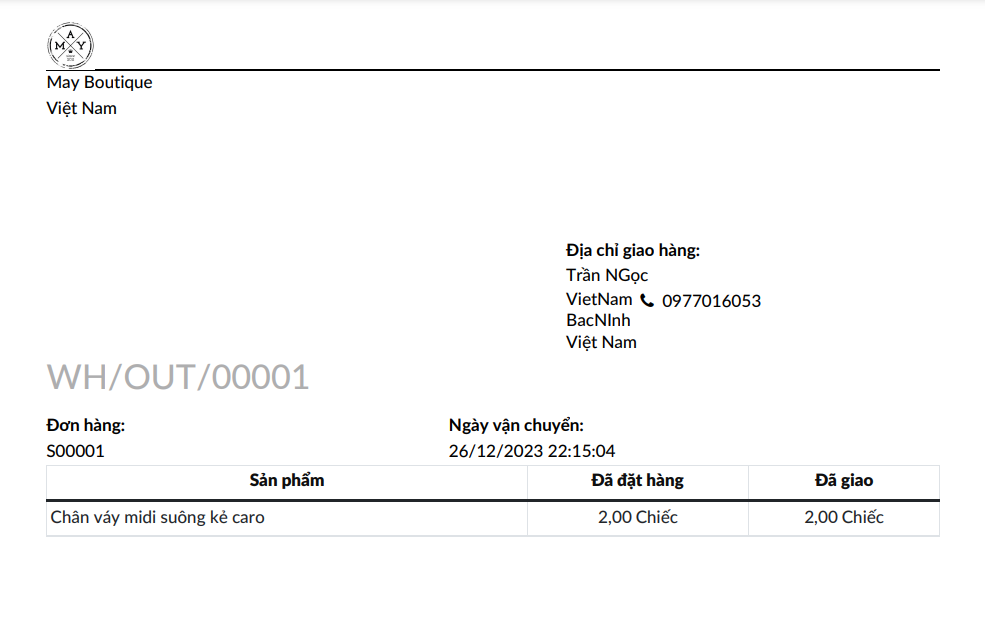 M A Y
May Boutique
Việt Nam
Địa chỉ giao hàng:
Trần NGọc
VietNam 0977016053
BacNInh
Việt Nam
WH/OUT/00001
Đơn hàng: Ngày vận chuyển:
S00001 26/12/2023 22:15:04
Sản phẩm Đã đặt hàng Đã giao
Chân váy midi suông kẻ caro 2,00 Chiếc 2,00 Chiếc